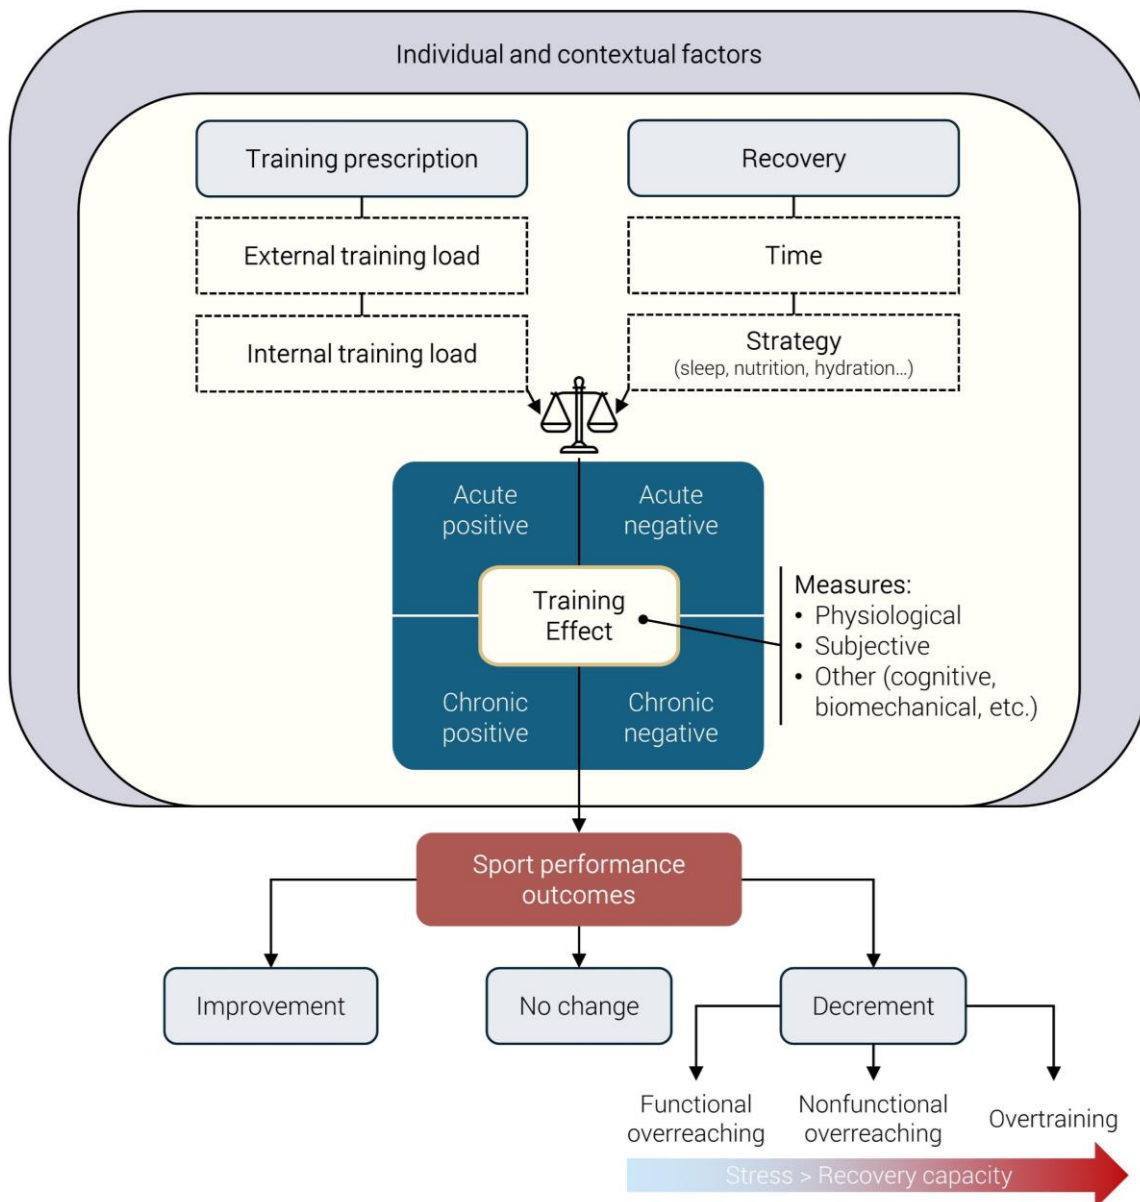 Individual and contextual factors
Training prescription
Recovery
External training load
Time
Internal training load
Strategy
(sleep, nutrition, hydration...)
Acute
positive
Acute
negative
Training
Effect
Measures:
• Physiological
• Subjective
• Other (cognitive,
biomechanical, etc.)
Chronic
positive
Chronic
negative
Sport performance
outcomes
Improvement
No change
Decrement
Functional
overreaching
Nonfunctional
overreaching
Overtraining
Stress > Recovery capacity